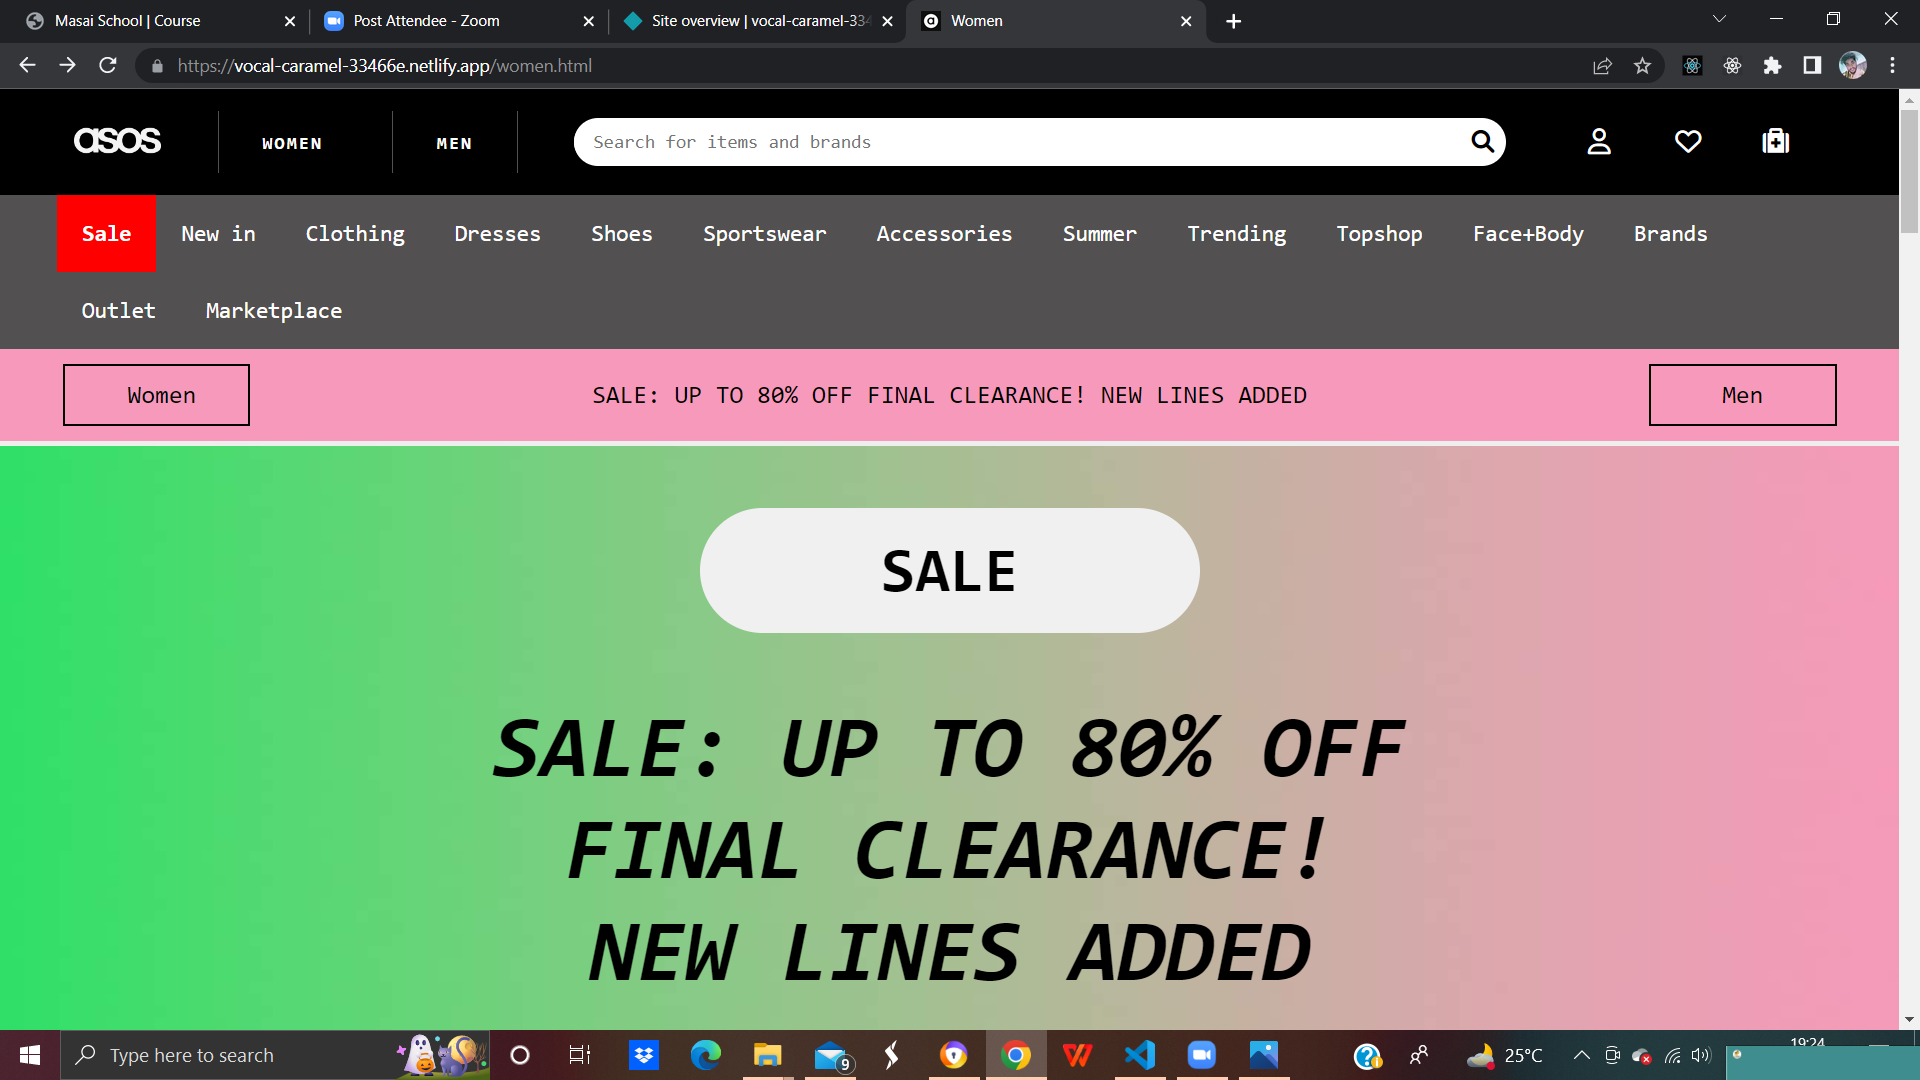 Masai School | Course
Post Attendee - Zoom
Site overview | vocal-caramel-334
Women
https://vocal-caramel-33466e.netlify.app/women.html
asos
WOMEN
MEN
Search for items and brands
Sale New in Clothing Dresses Shoes Sportswear Accessories Summer Trending Topshop Face+Body Brands
Outlet Marketplace
Women
SALE: UP TO 80% OFF FINAL CLEARANCE! NEW LINES ADDED
Men
SALE
SALE: UP TO 80% OFF
FINAL CLEARANCE!
NEW LINES ADDED
Type here to search
9
25°C
19:24